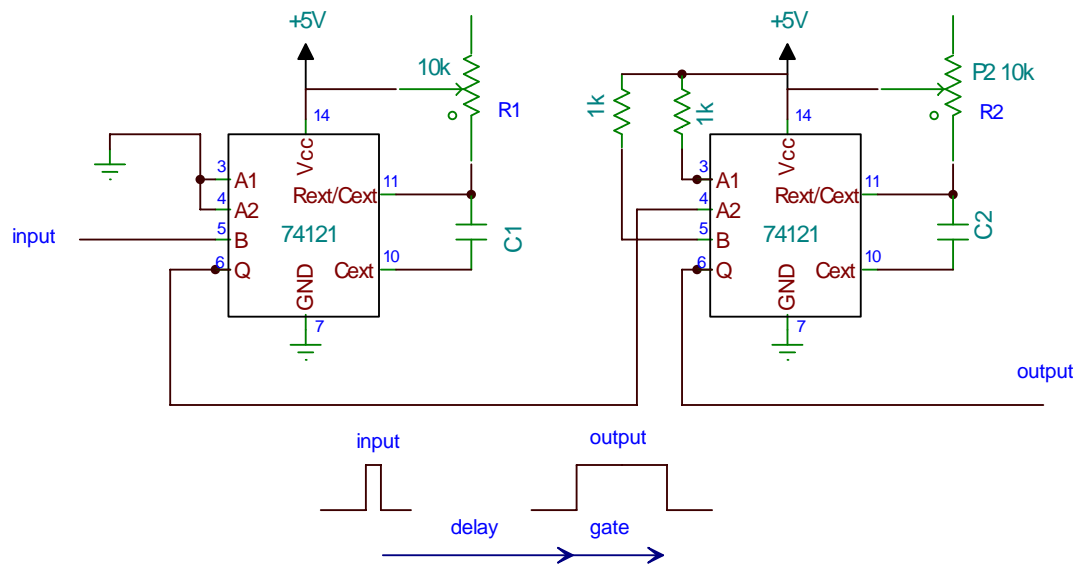 +5V
10k
R1
14
Vcc
3
A1
4
A2
5
B
6
Q
Rext/Cext
11
74121
Cext
10
GND
7
C1
input
+5V
1k
1k
P2 10k
R2
14
Vcc
3
A1
4
A2
5
B
6
Q
Rext/Cext
11
74121
Cext
10
GND
7
C2
output
input
output
delay
gate